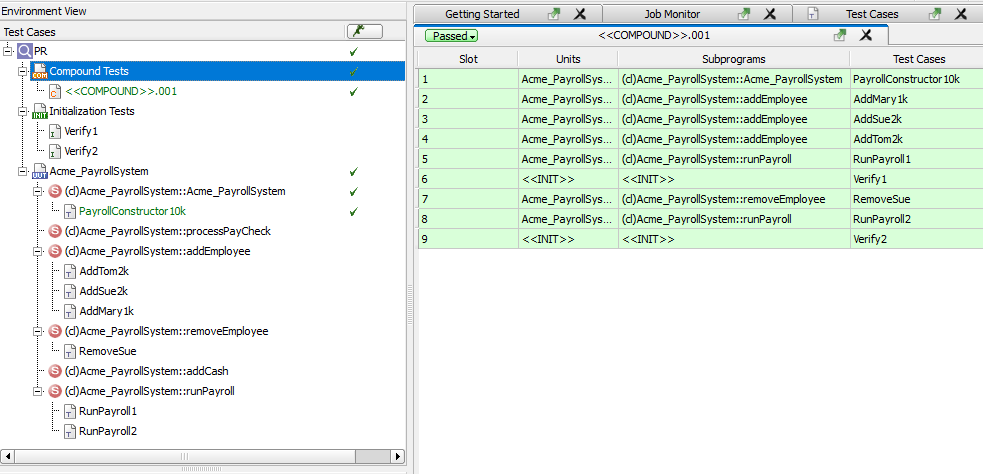 Environment View
Test Cases
PR
Compound Tests
<<COMPOUND>>.001
Initialization Tests
Verify1
Verify2
Acme_PayrollSystem
(cl)Acme_PayrollSystem::Acme_PayrollSystem
PayrollConstructor10k
(cl)Acme_PayrollSystem::processPayCheck
(cl)Acme_PayrollSystem::addEmployee
AddTom2k
AddSue2k
AddMary1k
(cl)Acme_PayrollSystem::removeEmployee
RemoveSue
(cl)Acme_PayrollSystem::addCash
(cl)Acme_PayrollSystem::runPayroll
RunPayroll1
RunPayroll2
Getting Started Job Monitor Test Cases
Passed <<COMPOUND>>.001
Slot Units Subprograms Test Cases
1 Acme_PayrollSys... (cl)Acme_PayrollSystem::Acme_PayrollSystem PayrollConstructor10k
2 Acme_PayrollSys... (cl)Acme_PayrollSystem::addEmployee AddMary1k
3 Acme_PayrollSys... (cl)Acme_PayrollSystem::addEmployee AddSue2k
4 Acme_PayrollSys... (cl)Acme_PayrollSystem::addEmployee AddTom2k
5 Acme_PayrollSys... (cl)Acme_PayrollSystem::runPayroll RunPayroll1
6 <<INIT>> <<INIT>> Verify1
7 Acme_PayrollSys... (cl)Acme_PayrollSystem::removeEmployee RemoveSue
8 Acme_PayrollSys... (cl)Acme_PayrollSystem::runPayroll RunPayroll2
9 <<INIT>> <<INIT>> Verify2